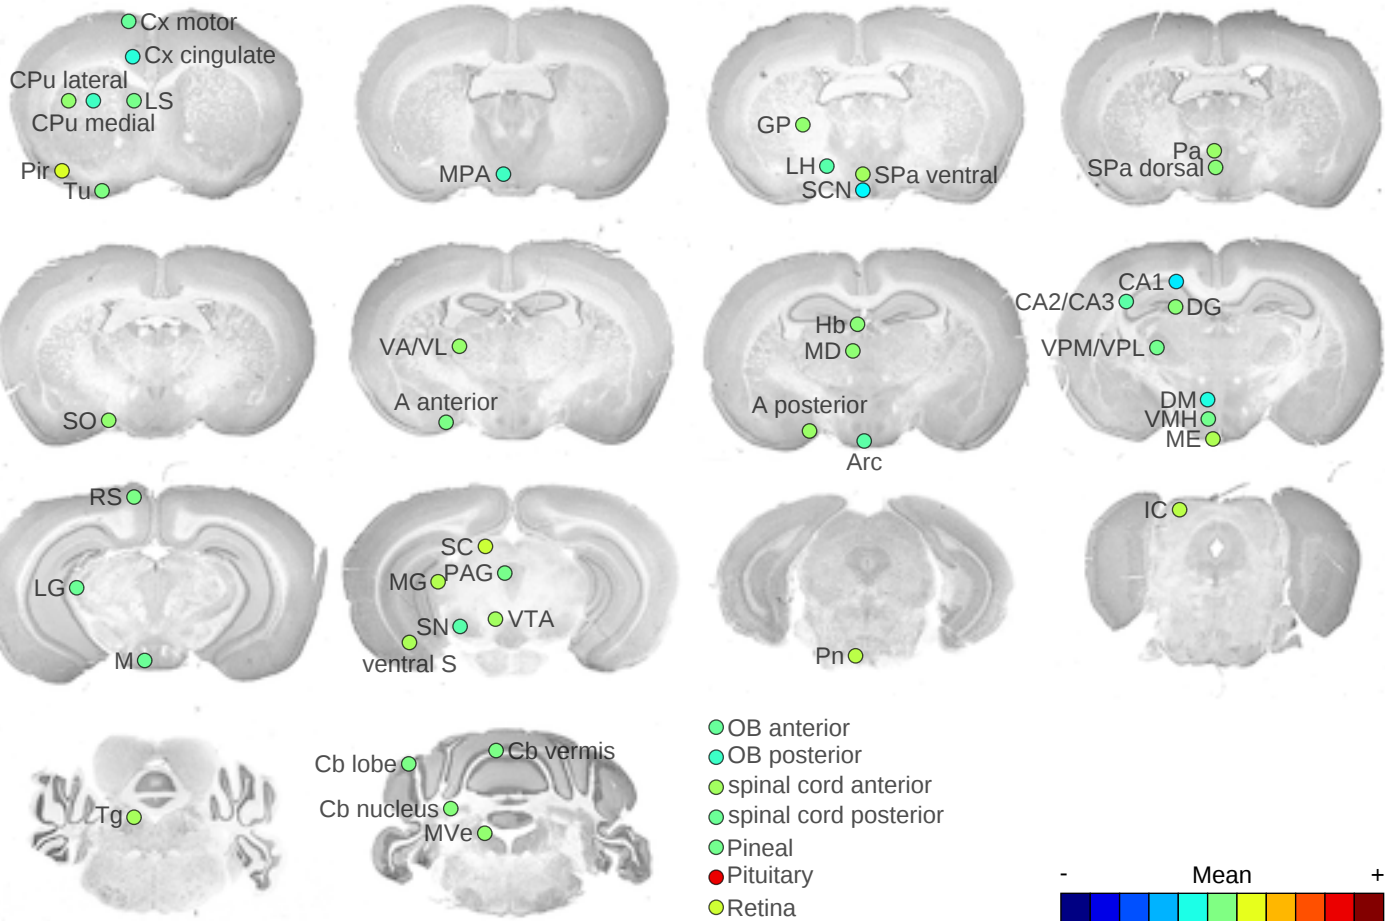 Cx motor
Cx cingulate
CPu lateral
LS
CPu medial
Pir
Tu
MPA
GP
LH
SPa ventral
SCN
Pa
SPa dorsal
SO
VA/VL
A anterior
Hb
MD
A posterior
Arc
CA1
CA2/CA3
DG
VPM/VPL
DM
VMH
ME
RS
LG
M
SC
MG
PAG
SN
VTA
ventral S
Pn
IC
Tg
Cb lobe
Cb vermis
Cb nucleus
MVe
OB anterior
OB posterior
spinal cord anterior
spinal cord posterior
Pineal
Pituitary
Retina
- Mean +